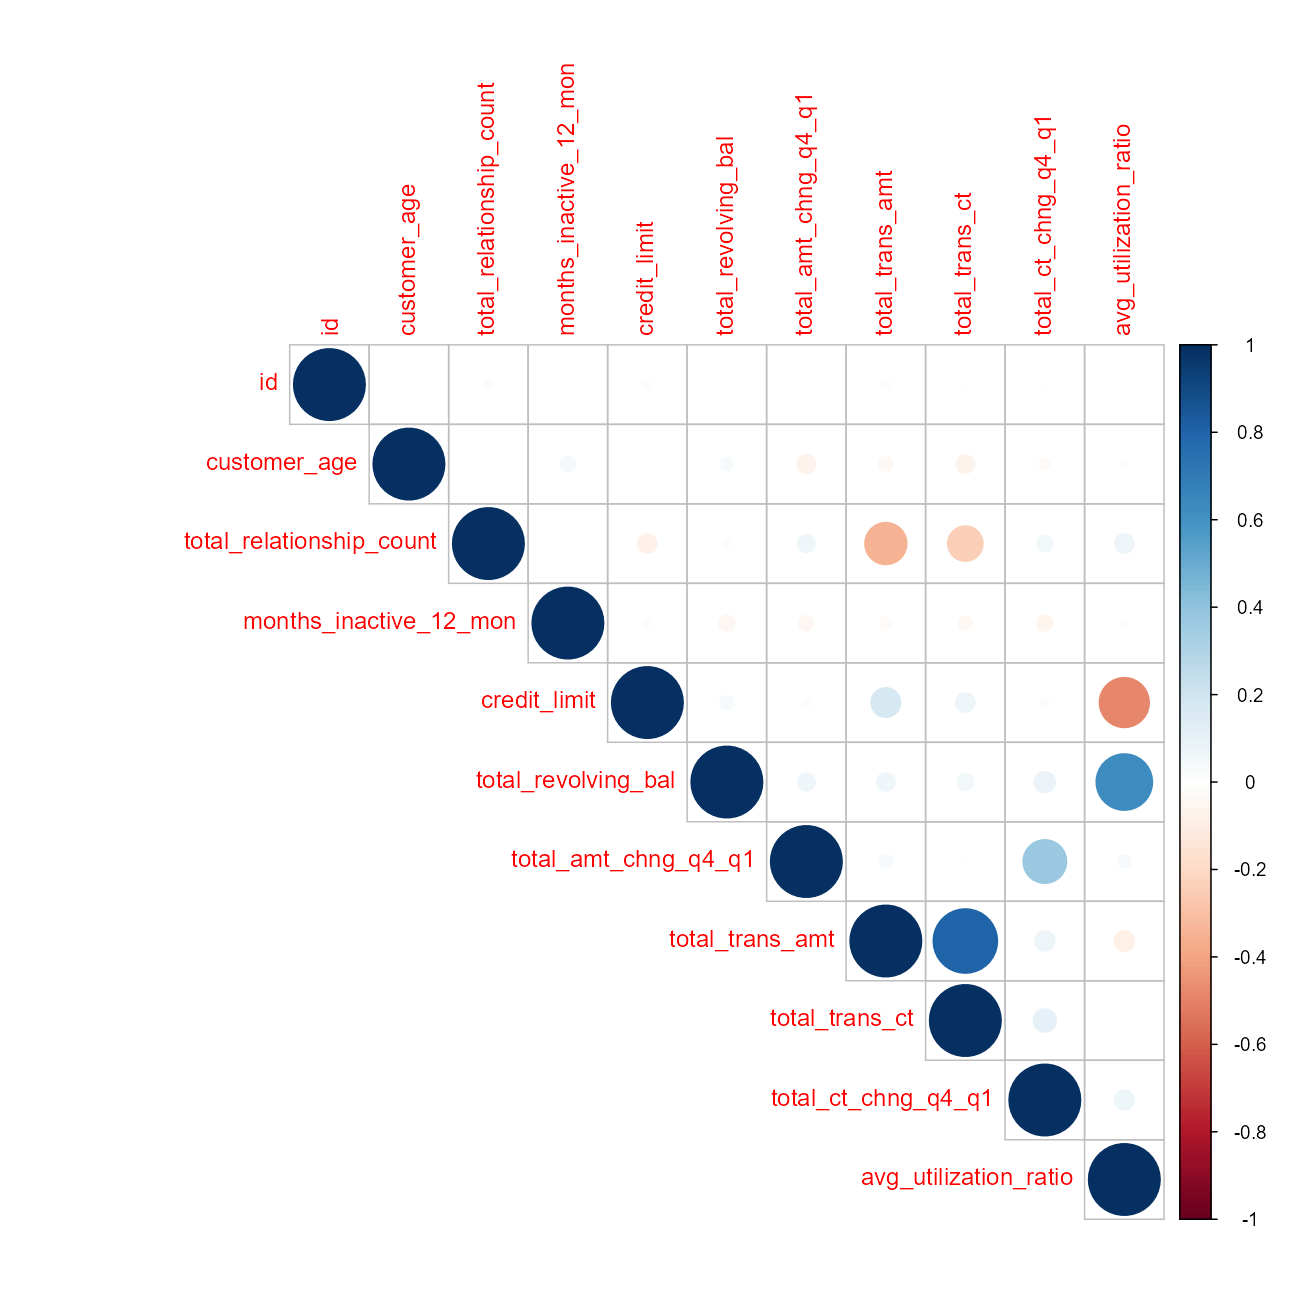 id
customer_age
total_relationship_count
months_inactive_12_mon
credit_limit
total_revolving_bal
total_amt_chng_q4_q1
total_trans_amt
total_trans_ct
total_ct_chng_q4_q1
avg_utilization_ratio
id
customer_age
total_relationship_count
months_inactive_12_mon
credit_limit
total_revolving_bal
total_amt_chng_q4_q1
total_trans_amt
total_trans_ct
total_ct_chng_q4_q1
avg_utilization_ratio
1
0.8
0.6
0.4
0.2
0
-0.2
-0.4
-0.6
-0.8
-1